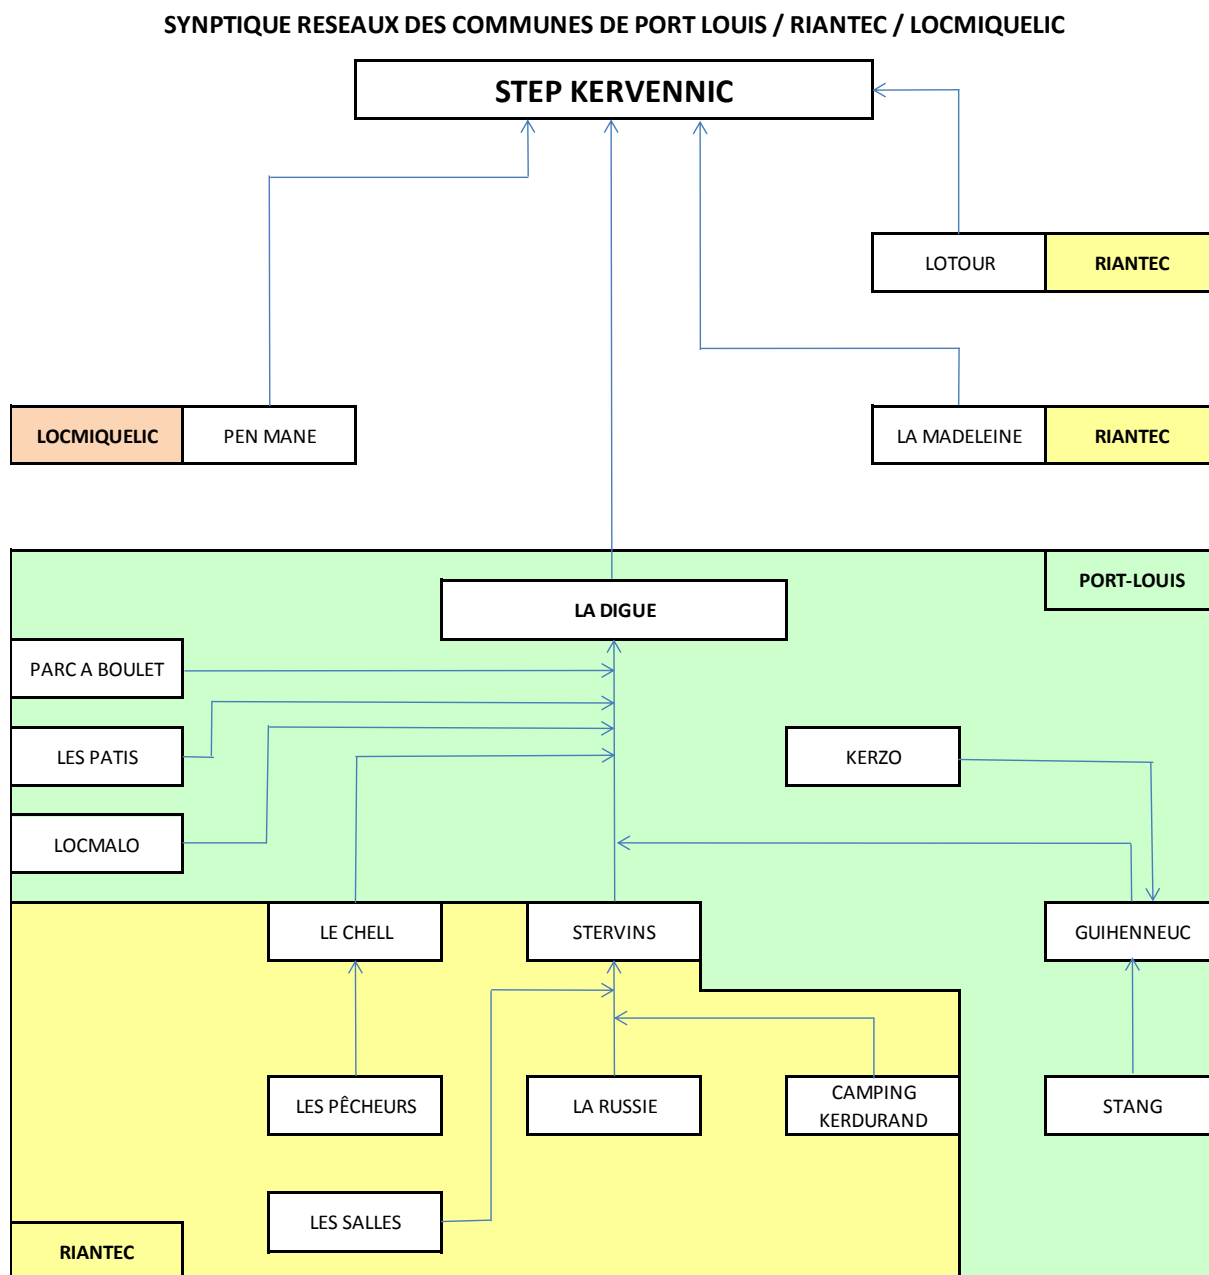 SYNPTIQUE RESEAUX DES COMMUNES DE PORT LOUIS / RIANTEC / LOCMIQUELIC
STEP KERVENNIC
LOTOUR
RIANTEC
LOCMIQUELIC
PEN MANE
LA MADELEINE
RIANTEC
PORT-LOUIS
LA DIGUE
PARC A BOULET
LES PATIS
KERZO
LOCMALO
LE CHELL
STERVINS
GUIHENNEUC
LES PÊCHEURS
LA RUSSIE
CAMPING
KERDURAND
STANG
LES SALLES
RIANTEC